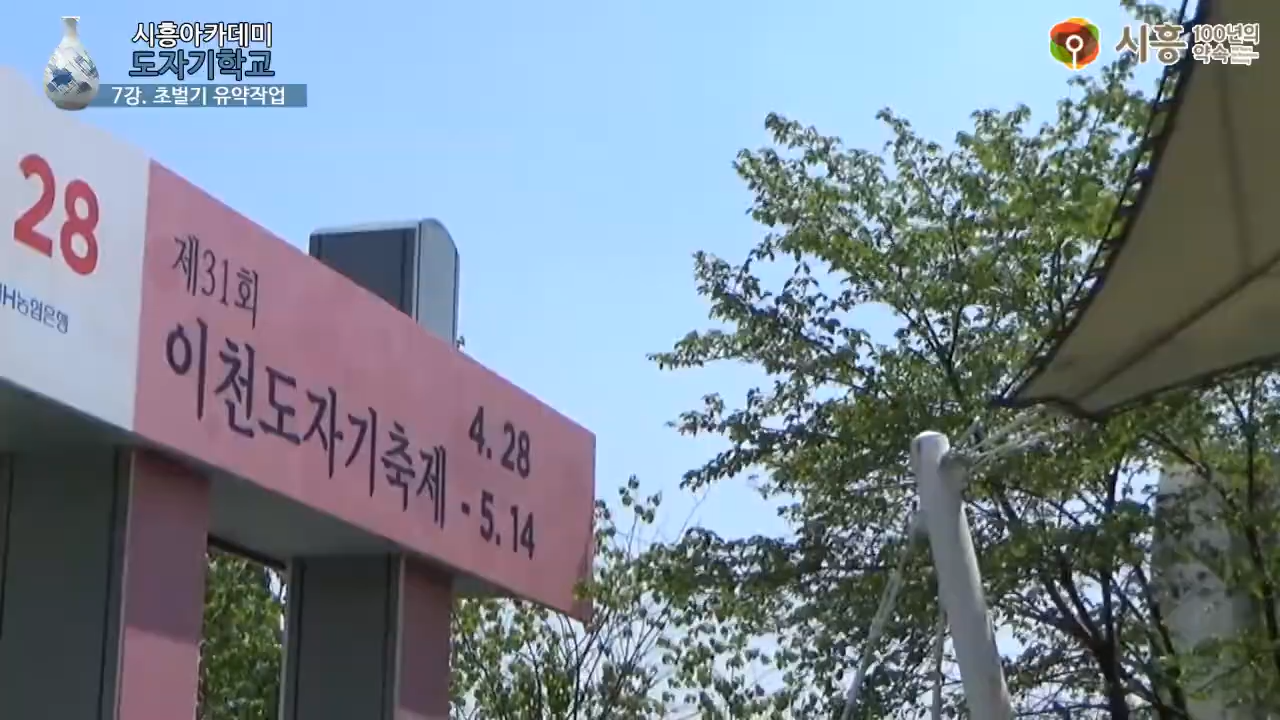 시흥아카데미
도자기학교
7강. 초벌기 유약작업
시흥 100년의 약속
28
NH농협은행
제31회
이천도자기축제
4. 28
- 5. 14